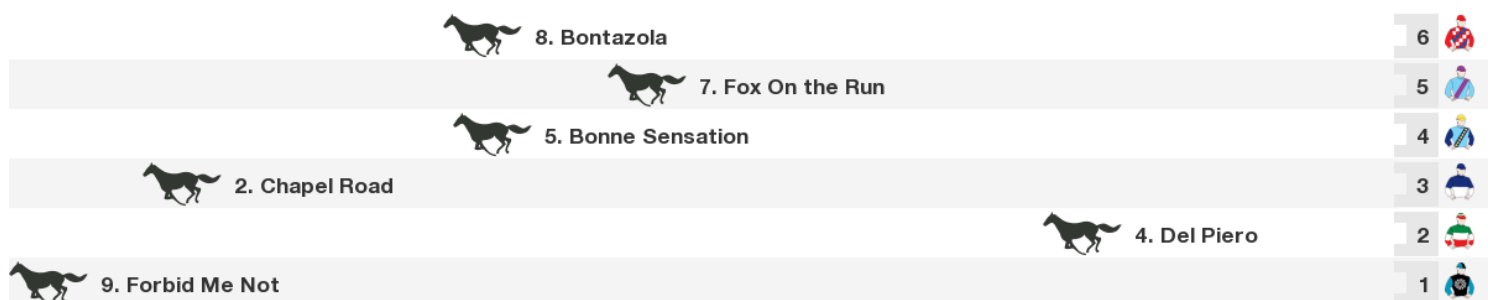 8. Bontazola 6
7. Fox On the Run 5
5. Bonne Sensation 4
2. Chapel Road 3
4. Del Piero 2
9. Forbid Me Not 1